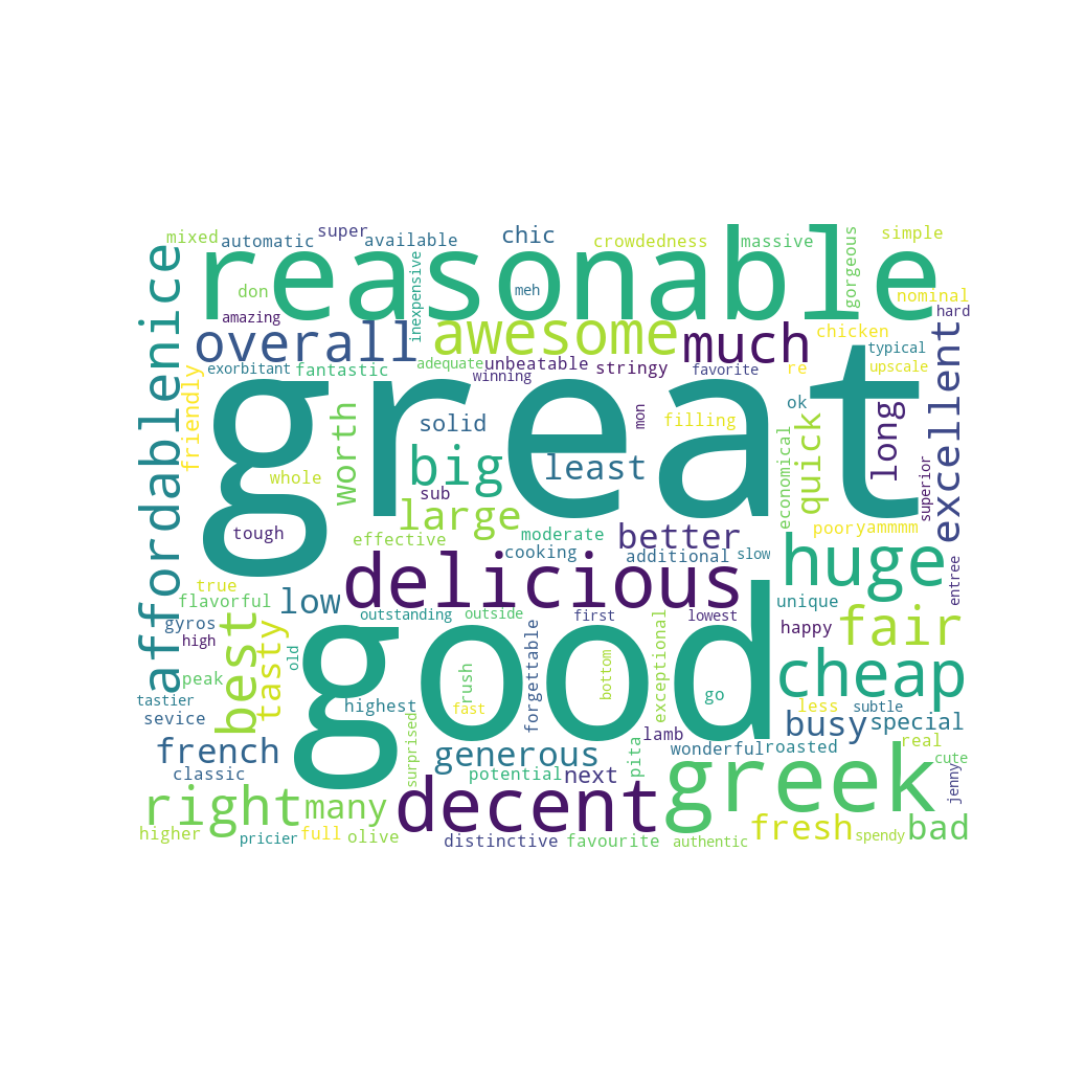 mixed
automatic
super
available
chic
crowdedness
massive
gorgeous
simple
reasonable
inexpensive
don
meh
nominal
amazing
hard
affordable
nice
overall
awesome
much
chicken
typical
excellent
exorbitant
fantastic
adequate
unbeatable
winning
stringy
favorite
re
upscale
friendly
great
worth
solid
mon
filling
ok
quick
long
big
least
economical
whole
sub
superior
large
tough
effective
moderate
better
poor
yammmm
cooking
additional
slow
huge
entree
true
delicious
low
flavorful
unique
gyros
outstanding
outside
first
lowest
happy
fair
high
best
tasty
old
good
forgettable
bottom
exceptional
cheap
peak
rush
go
tastier
sevice
highest
fast
less
subtle
busy
special
french
surprised
generous
lamb
wonderful
roasted
real
cute
classic
potential
next
pita
greek
jenny
right
many
decent
fresh
bad
higher
pricier
full
olive
distinctive
favourite
authentic
spendy